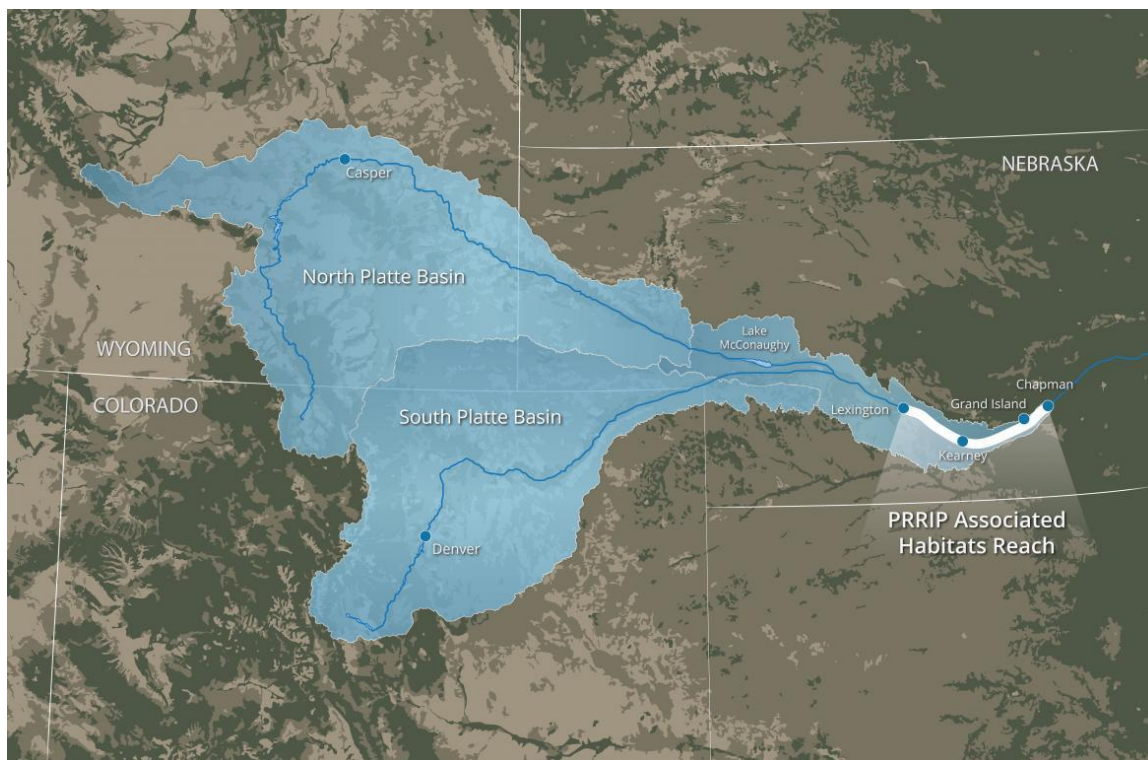 NEBRASKA
Casper
North Platte Basin
Lake
McConaughy
WYOMING
COLORADO
Chapman
Grand Island
Lexington
South Platte Basin
Kearney
PRRIP Associated
Habitats Reach
Denver